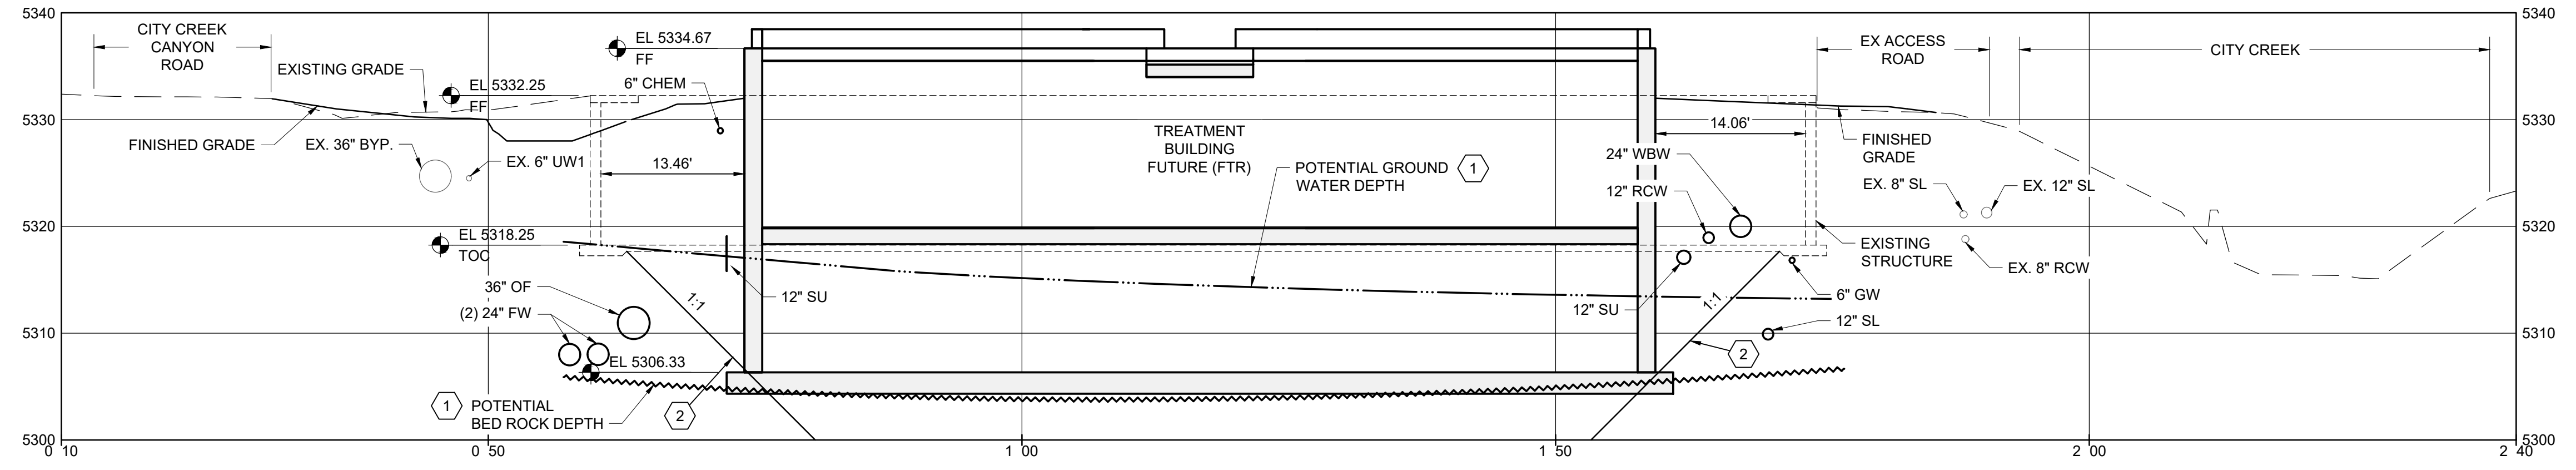 5340
5330
5320
5310
5300
CITY CREEK
CANYON
ROAD
EXISTING GRADE
FINISHED GRADE
EX. 36" BYP.
EX. 6" UW1
EL 5332.25
FF
EL 5334.67
FF
6" CHEM
13.46'
EL 5318.25
TOC
36" OF
(2) 24" FW
EL 5306.33
1 POTENTIAL
BED ROCK DEPTH
2
1:1
12" SU
TREATMENT
BUILDING
FUTURE (FTR)
POTENTIAL GROUND
WATER DEPTH
1
14.06'
24" WBW
12" RCW
12" SU
1:1
2
6" GW
12" SL
EXISTING
STRUCTURE
FINISHED
GRADE
EX ACCESS
ROAD
CITY CREEK
EX. 8" SL
EX. 12" SL
EX. 8" RCW
5340
5330
5320
5310
5300
0 10
0 50
1 00
1 50
2 00
2 40